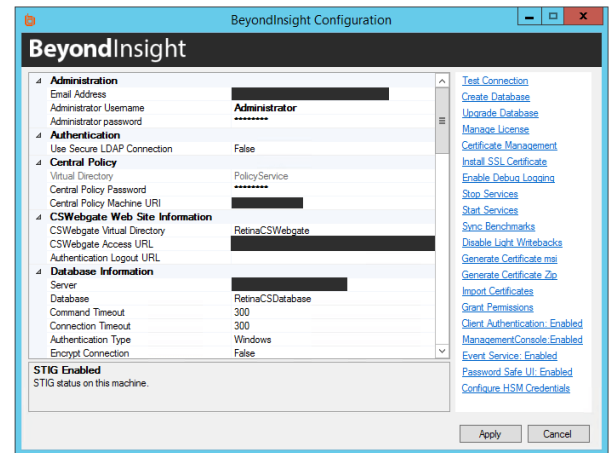 BeyondInsight Configuration
BeyondInsight
Administration
Email Address
Administrator Username Administrator
Administrator password ********
Authentication
Use Secure LDAP Connection False
Central Policy
Virtual Directory PolicyService
Central Policy Password ********
Central Policy Machine URI
CSWebgate Web Site Information
CSWebgate Virtual Directory RetinaCSWebgate
CSWebgate Access URL
Authentication Logout URL
Database Information
Server
Database RetinaCSDatabase
Command Timeout 300
Connection Timeout 300
Authentication Type Windows
Encrypt Connection False
STIG Enabled
STIG status on this machine.
Test Connection
Create Database
Upgrade Database
Manage License
Certificate Management
Install SSL Certificate
Enable Debug Logging
Stop Services
Start Services
Sync Benchmarks
Disable Light Writebacks
Generate Certificate msi
Generate Certificate Zip
Import Certificates
Grant Permissions
Client Authentication: Enabled
ManagementConsole:Enabled
Event Service: Enabled
Password Safe UI: Enabled
Configure HSM Credentials
Apply Cancel